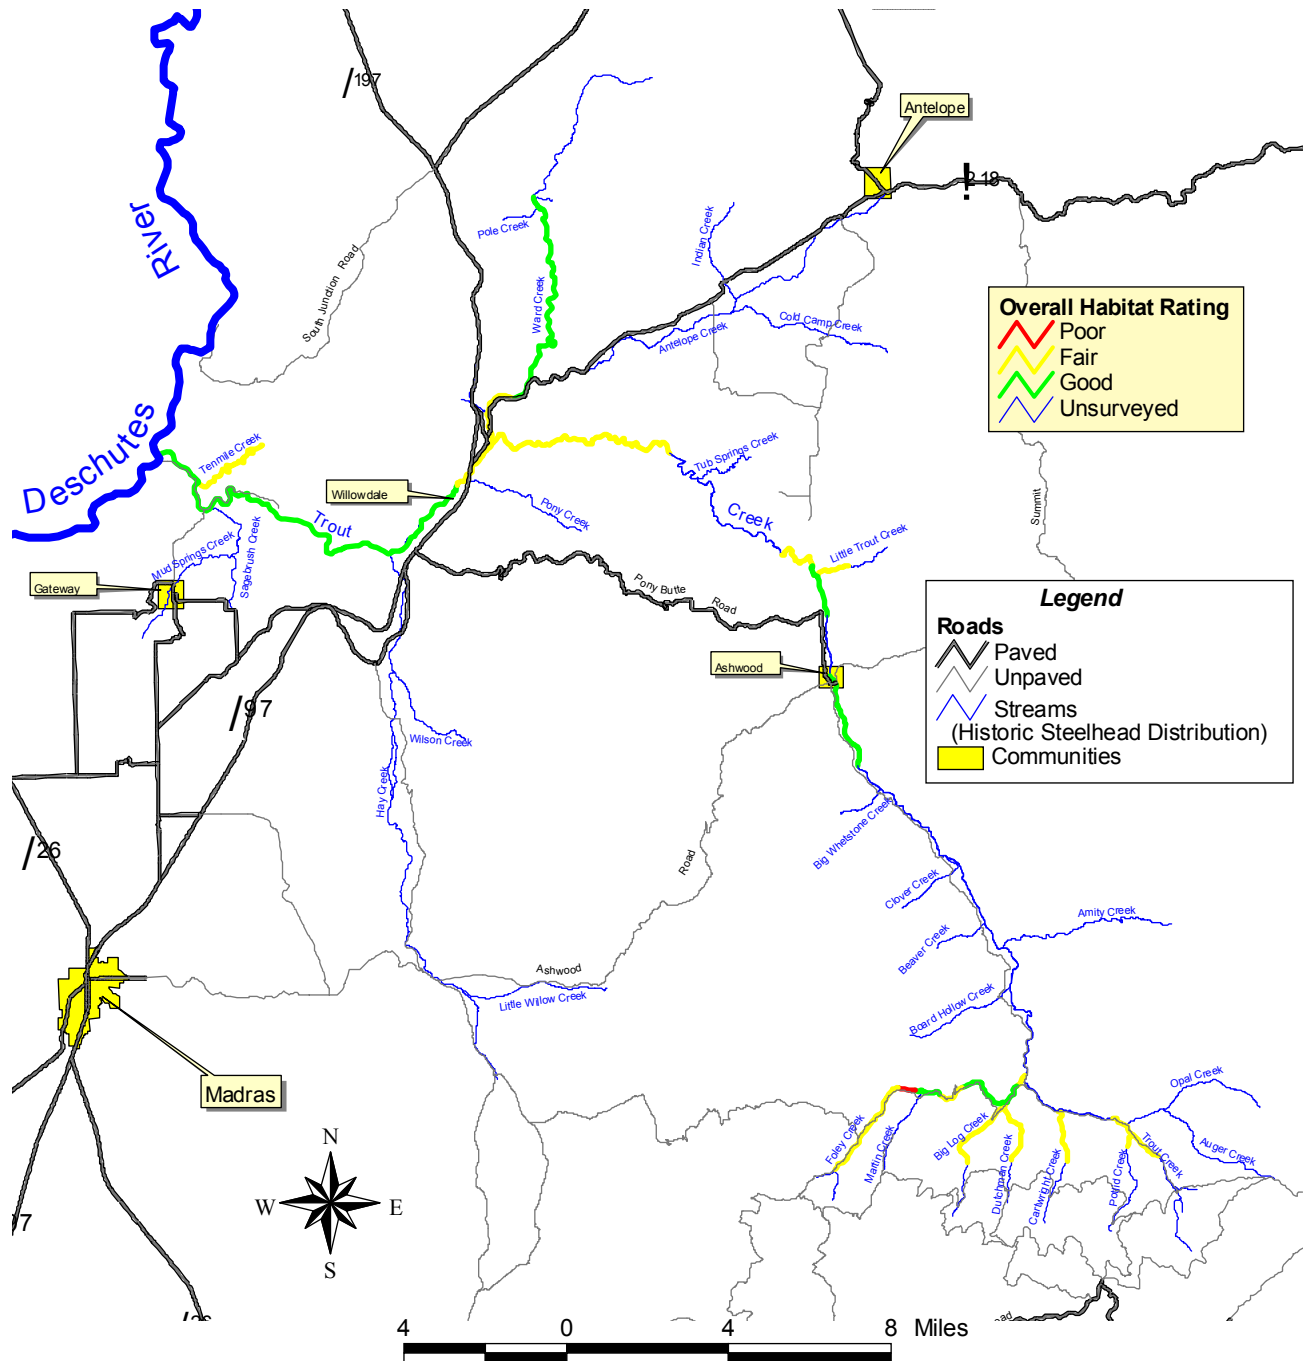 197
Antelope
218
River
Pole Creek
Indian Creek
South Junction Road
Ward Creek
Cold Camp Creek
Antelope Creek
Overall Habitat Rating
Poor
Fair
Good
Unsurveyed
Deschutes
Tenmile Creek
Tub Springs Creek
Willowdale
Trout
Pony Creek
Creek
Summit
Mud Springs Creek
Sagebrush Creek
Little Trout Creek
Gateway
Pony Butte
Road
Legend
Roads
Paved
Unpaved
Streams
(Historic Steelhead Distribution)
Communities
Ashwood
97
Wilson Creek
Hay Creek
26
Big Whetstone Creek
Road
Clover Creek
Amity Creek
Beaver Creek
Ashwood
Little Willow Creek
Board Hollow Creek
Madras
Opal Creek
Foley Creek
Martin Creek
Big Log Creek
Dutchman Creek
Cartwright Creek
Potlid Creek
Trout Creek
Auger Creek
N
W
E
S
7
26
4 0 4 8 Miles